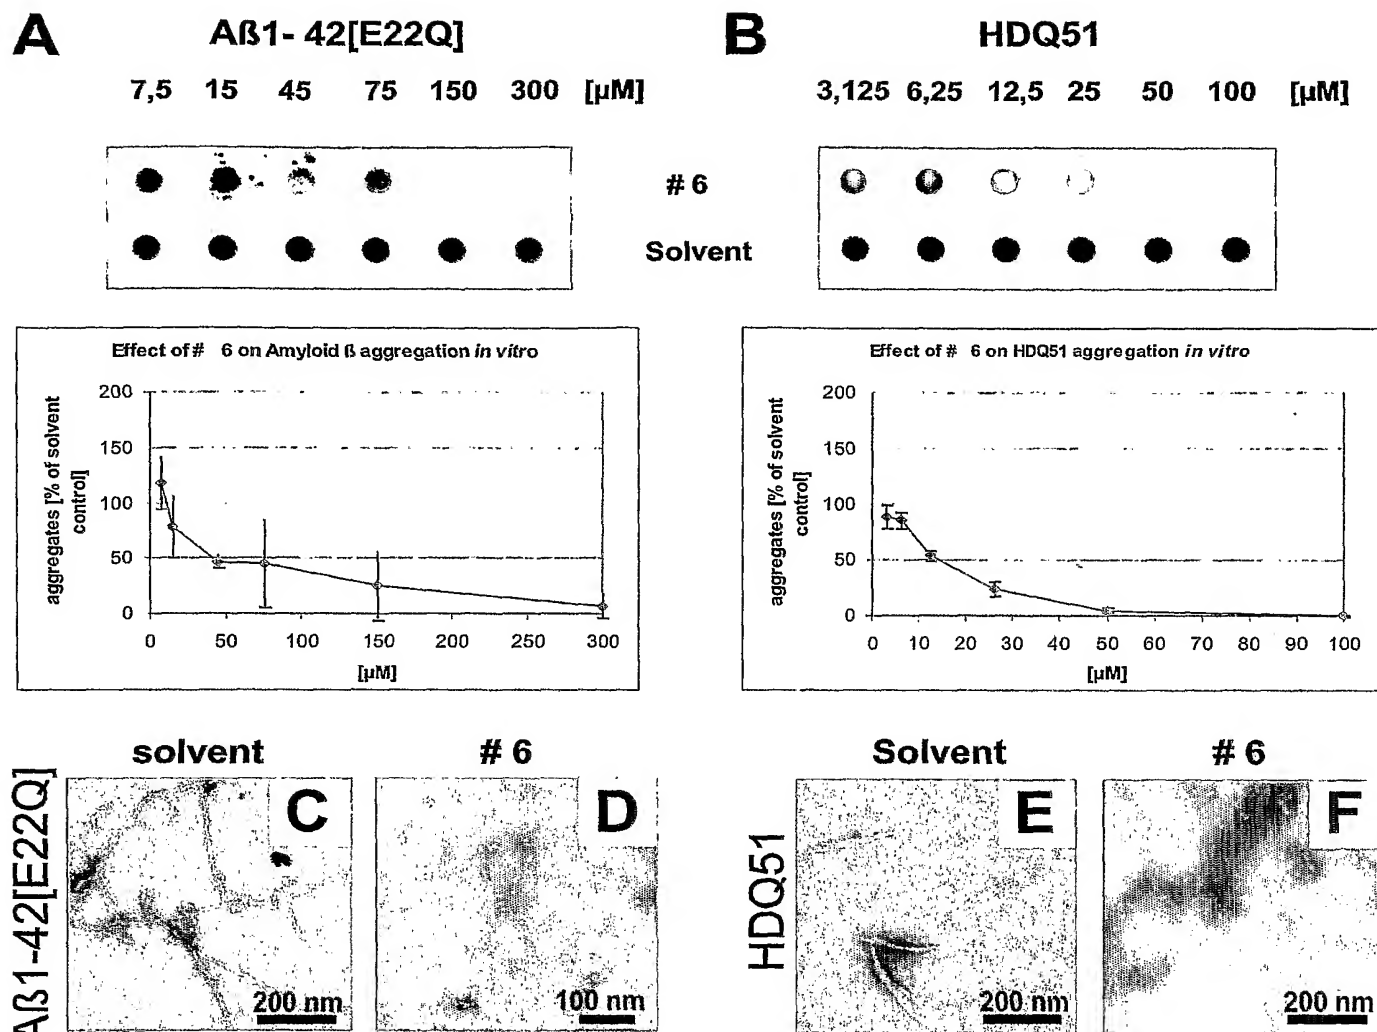 A Aß1- 42[E22Q] B HDQ51
7,5 15 45 75 150 300 [µM] 3,125 6,25 12,5 25 50 100 [µM]
# 6
Solvent
Effect of # 6 on Amyloid ß aggregation in vitro
aggregates [% of solvent
control]
200
150
100
50
0
0 50 100 150 200 250 300
[µM]
Effect of # 6 on HDQ51 aggregation in vitro
aggregates [% of solvent
control]
200
150
100
50
0
0 10 20 30 40 50 60 70 80 90 100
[µM]
solvent # 6 Solvent # 6
Aß1-42[E22Q]
C
200 nm
D
100 nm
HDQ51
E
200 nm
F
200 nm